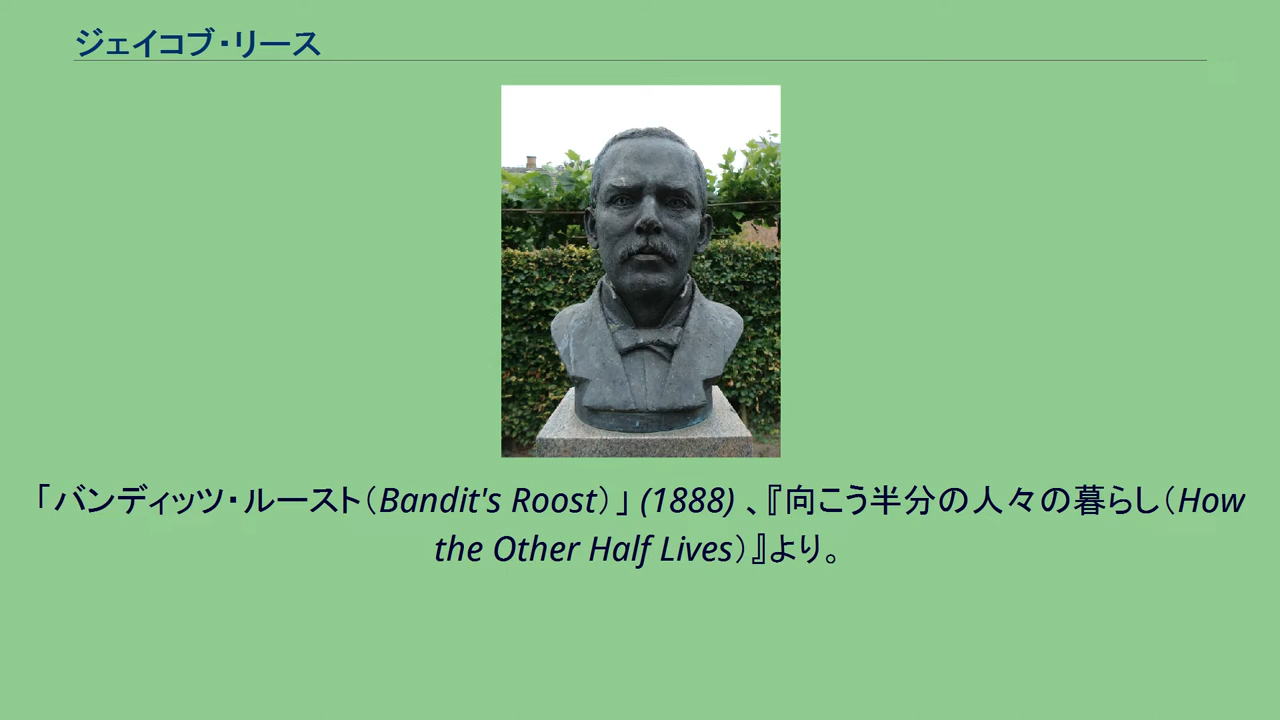 ジェイコブ・リース
「バンディッツ・ルースト（Bandit's Roost）」 (1888) 、『向こう半分の人々の暮らし（How
the Other Half Lives）』より。